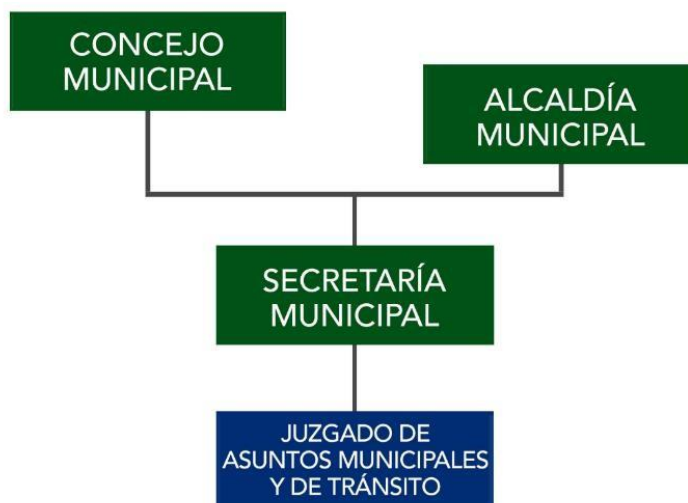 CONCEJO
MUNICIPAL
ALCALDÍA
MUNICIPAL
SECRETARÍA
MUNICIPAL
JUZGADO DE
ASUNTOS MUNICIPALES
Y DE TRÁNSITO